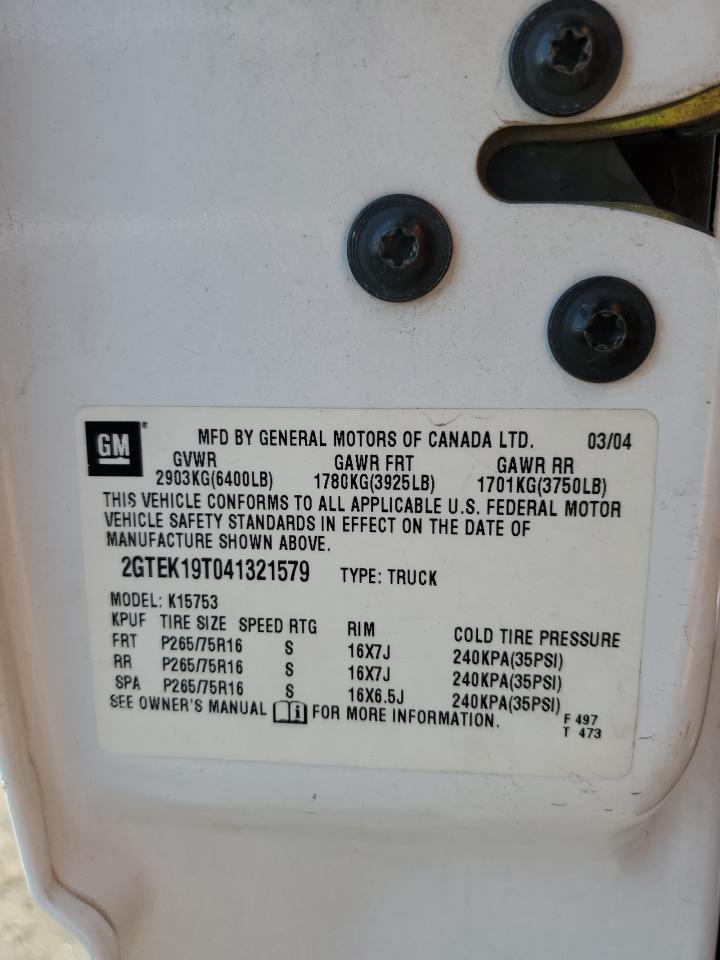 GM ® MFD BY GENERAL MOTORS OF CANADA LTD. 03/04
GVWR GAWR FRT GAWR RR
2903KG(6400LB) 1780KG(3925LB) 1701KG(3750LB)
THIS VEHICLE CONFORMS TO ALL APPLICABLE U.S. FEDERAL MOTOR
VEHICLE SAFETY STANDARDS IN EFFECT ON THE DATE OF
MANUFACTURE SHOWN ABOVE.
2GTEK19T041321579 TYPE: TRUCK
MODEL: K15753
KPUF TIRE SIZE SPEED RTG RIM COLD TIRE PRESSURE
FRT P265/75R16 S 16X7J 240KPA(35PSI)
RR P265/75R16 S 16X7J 240KPA(35PSI)
SPA P265/75R16 S 16X6.5J 240KPA(35PSI)
SEE OWNER'S MANUAL i FOR MORE INFORMATION. F 497
T 473